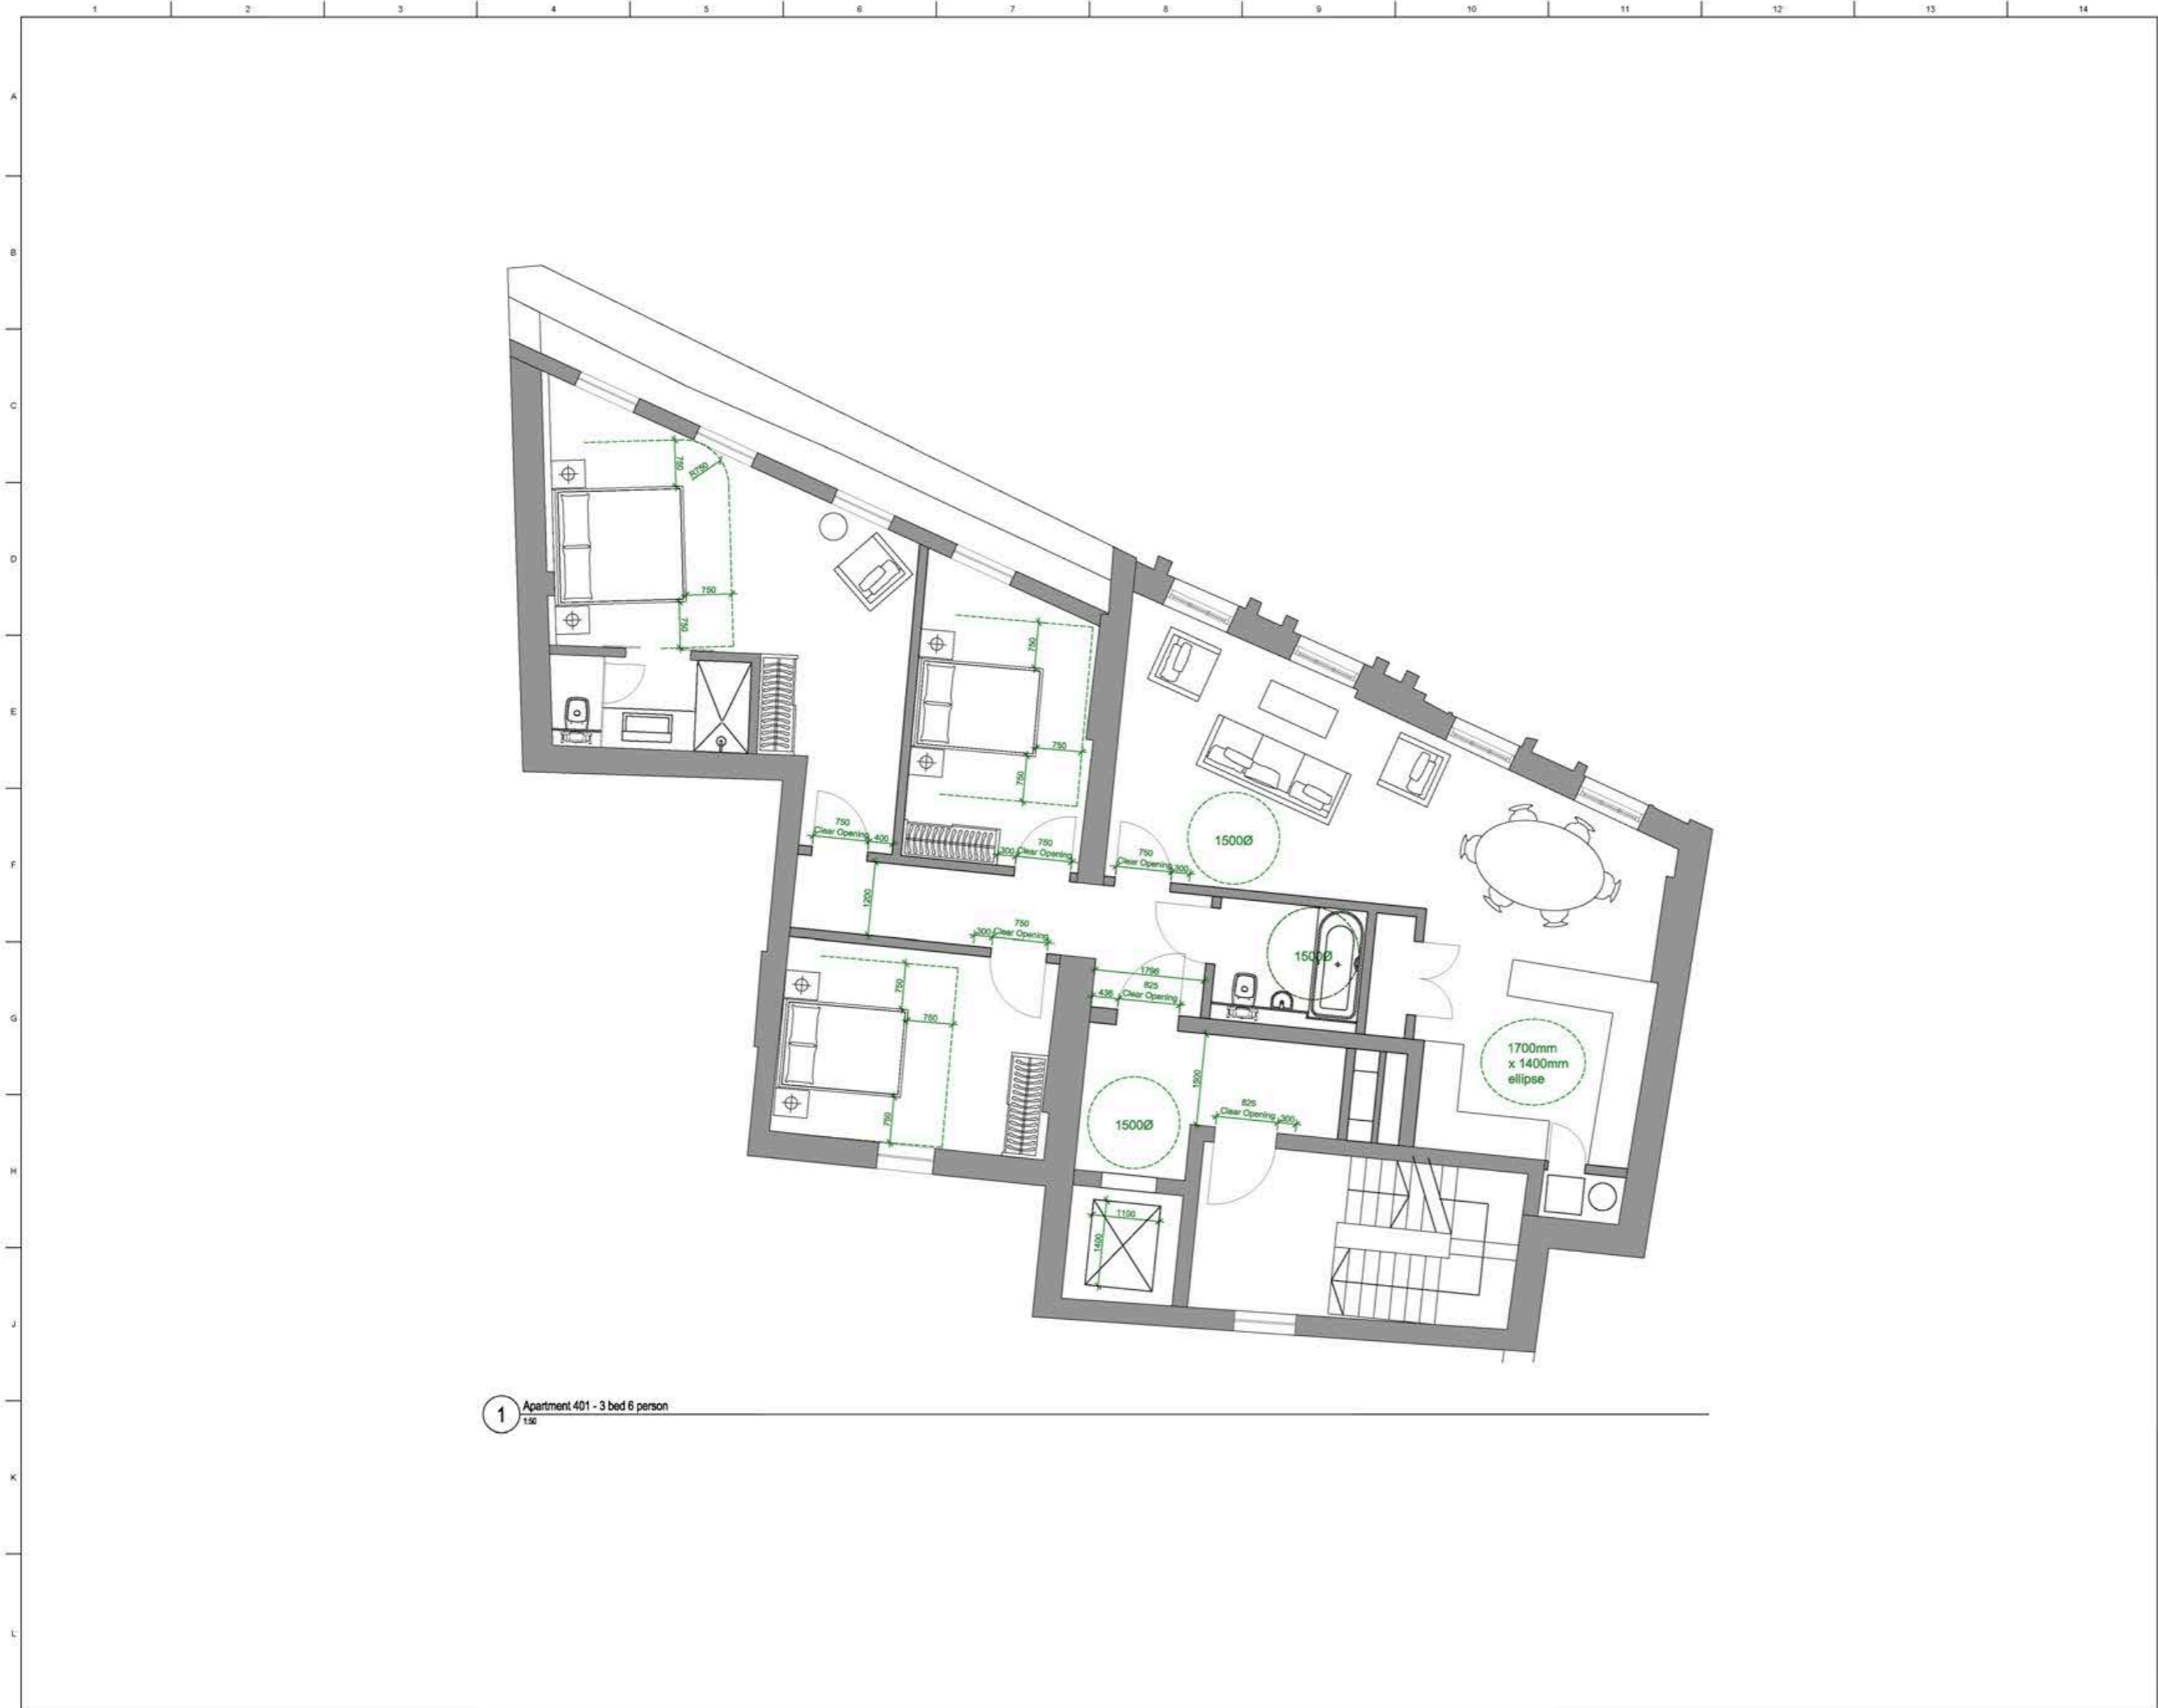 1 2 3 4 5 6 7 8 9 10 11 12 13 14
A
B
C
D
E
F
G
H
J
K
L
750
R750
750
750
750
750
750
750
Clear Opening
400
300
750
Clear Opening
750
Clear Opening
300
1500Ø
1200
300
750
Clear Opening
1500Ø
1796
436
825
Clear Opening
750
750
750
1500
1500Ø
825
Clear Opening
300
1700mm
x 1400mm
ellipse
1100
1400
1
Apartment 401 - 3 bed 6 person
1:50